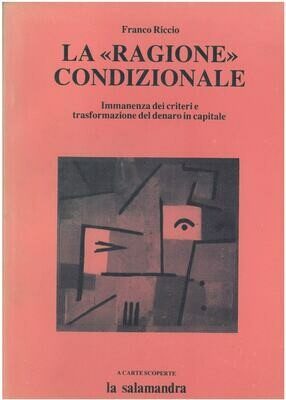 Franco Riccio
LA «RAGIONE»
CONDIZIONALE
Immanenza dei criteri e
trasformazione del denaro in capitale
A CARTE SCOPERTE
la salamandra